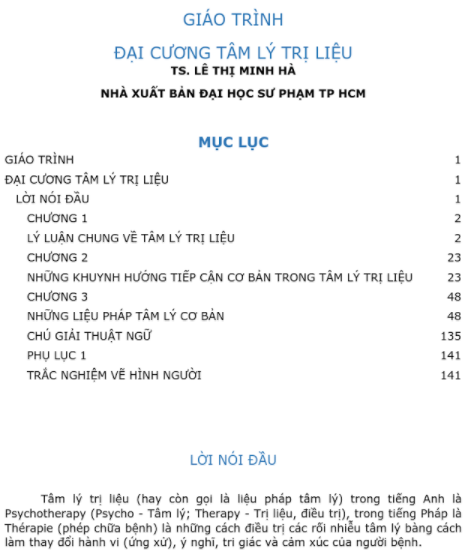 GIÁO TRÌNH
ĐẠI CƯƠNG TÂM LÝ TRỊ LIỆU
TS. LÊ THỊ MINH HÀ
NHÀ XUẤT BẢN ĐẠI HỌC SƯ PHẠM TP HCM
MỤC LỤC
GIÁO TRÌNH 1
ĐẠI CƯƠNG TÂM LÝ TRỊ LIỆU 1
LỜI NÓI ĐẦU 1
CHƯƠNG 1 2
LÝ LUẬN CHUNG VỀ TÂM LÝ TRỊ LIỆU 2
CHƯƠNG 2 23
NHỮNG KHUYNH HƯỚNG TIẾP CẬN CƠ BẢN TRONG TÂM LÝ TRỊ LIỆU 23
CHƯƠNG 3 48
NHỮNG LIỆU PHÁP TÂM LÝ CƠ BẢN 48
CHÚ GIẢI THUẬT NGỮ 135
PHỤ LỤC 1 141
TRẮC NGHIỆM VẼ HÌNH NGƯỜI 141
LỜI NÓI ĐẦU
Tâm lý trị liệu (hay còn gọi là liệu pháp tâm lý) trong tiếng Anh là
Psychotherapy (Psycho - Tâm lý; Therapy - Trị liệu, điều trị), trong tiếng Pháp là
Thérapie (phép chữa bệnh) là những cách điều trị các rối nhiễu tâm lý bằng cách
làm thay đổi hành vi (ứng xử), ý nghĩ, tri giác và cảm xúc của người bệnh.